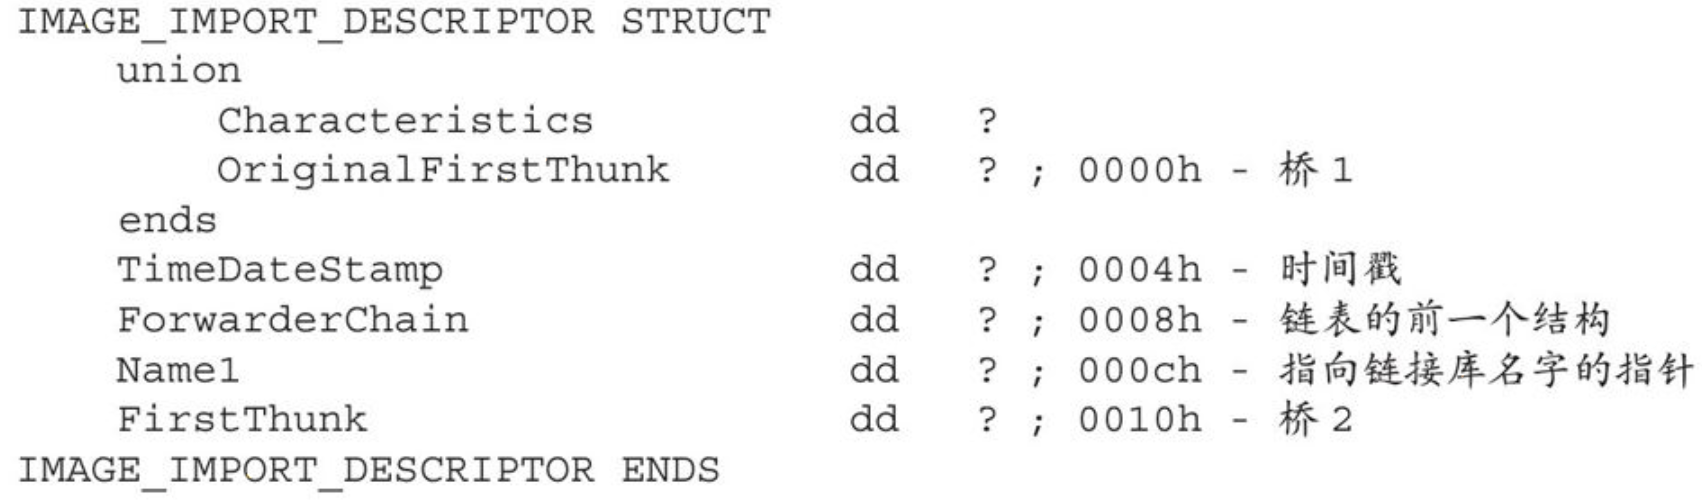 IMAGE_IMPORT_DESCRIPTOR STRUCT
union
Characteristics dd ?
OriginalFirstThunk dd ? ; 0000h - 桥 1
ends
TimeDateStamp dd ? ; 0004h - 时间戳
ForwarderChain dd ? ; 0008h - 链表的前一个结构
Name1 dd ? ; 000ch - 指向链接库名字的指针
FirstThunk dd ? ; 0010h - 桥 2
IMAGE_IMPORT_DESCRIPTOR ENDS